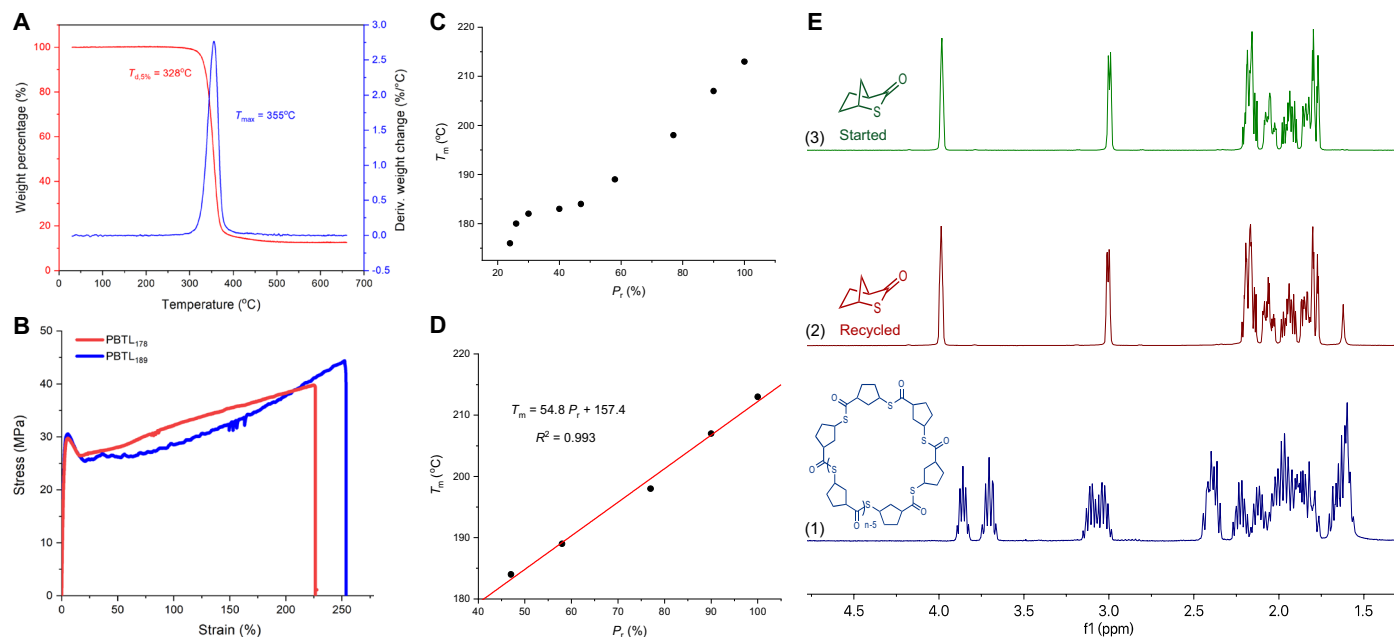 A
Weight percentage (%)
100
80
60
40
20
0
T_d,5% = 328°C
T_max = 355°C
3.0
2.5
2.0
1.5
1.0
0.5
0.0
-0.5
Deriv. weight change (%/°C)
0 100 200 300 400 500 600 700
Temperature (°C)
B
Stress (MPa)
50
40
30
20
10
0
PBTL178
PBTL189
0 50 100 150 200 250
Strain (%)
C
T_m (°C)
220
210
200
190
180
20 40 60 80 100
P_r (%)
D
T_m (°C)
220
210
200
190
180
T_m = 54.8 P_r + 157.4
R² = 0.993
40 50 60 70 80 90 100
P_r (%)
E
O
S
(3) Started
O
S
(2) Recycled
O
S
O
S
O
S
O
S
O
S
O
S
O
S
n-5
(1)
4.5 4.0 3.5 3.0 2.5 2.0 1.5
f1 (ppm)